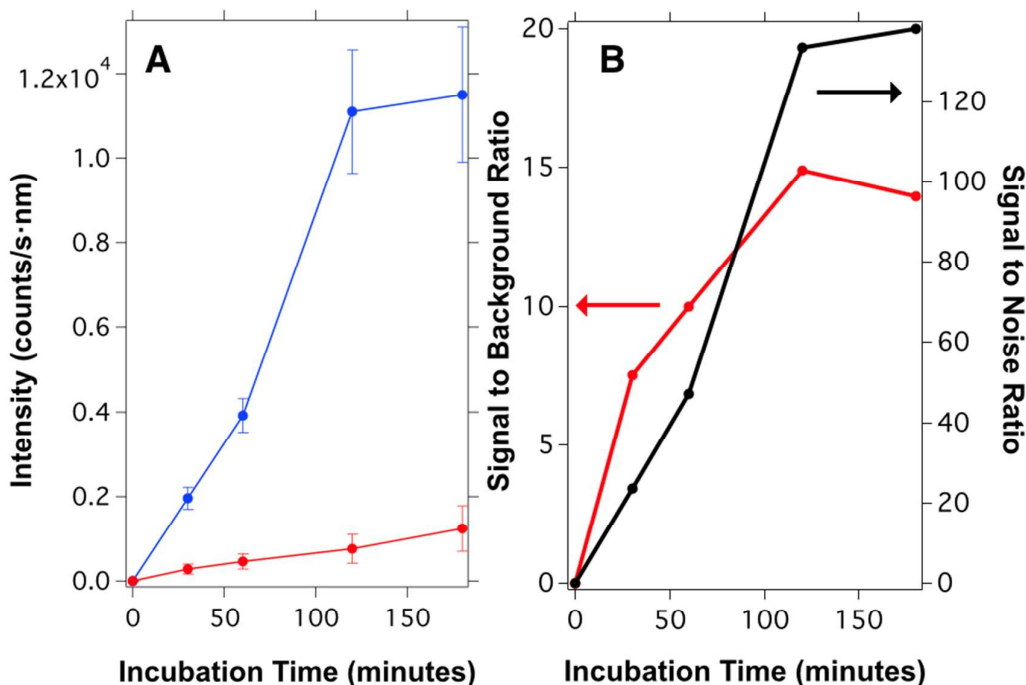 A
Intensity (counts/s·nm)
1.2x10⁴
1.0
0.8
0.6
0.4
0.2
0.0
0 50 100 150
Incubation Time (minutes)
B
Signal to Background Ratio
20
15
10
5
0
Signal to Noise Ratio
120
100
80
60
40
20
0
0 50 100 150
Incubation Time (minutes)